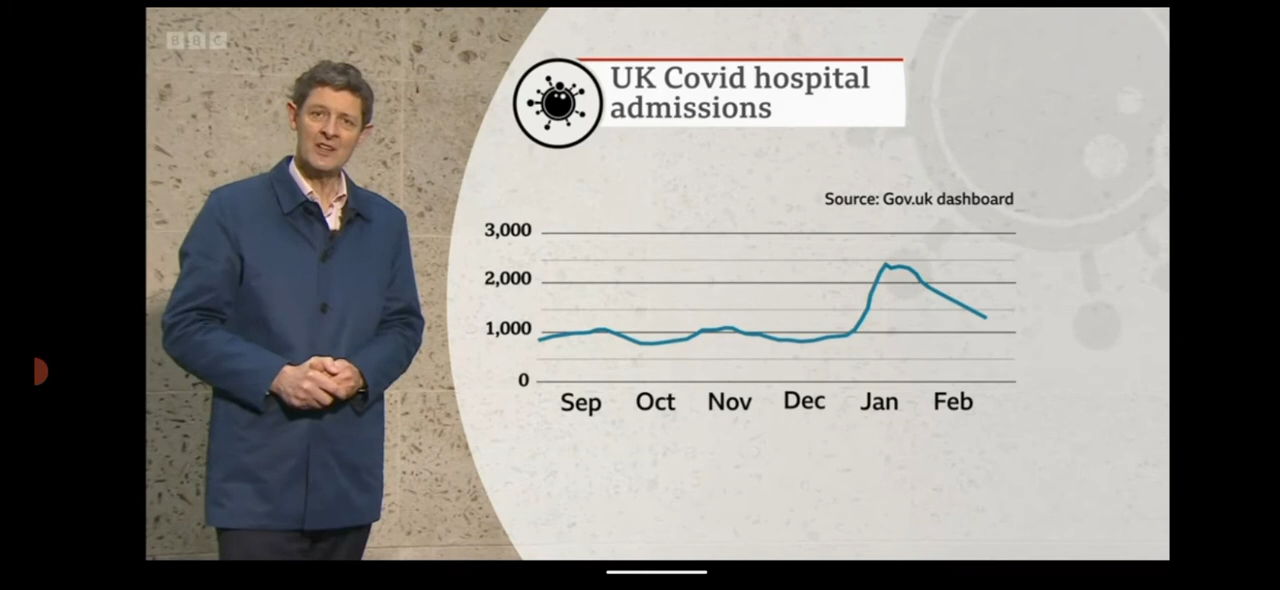 BBC
UK Covid hospital
admissions
Source: Gov.uk dashboard
3,000
2,000
1,000
0
Sep Oct Nov Dec Jan Feb